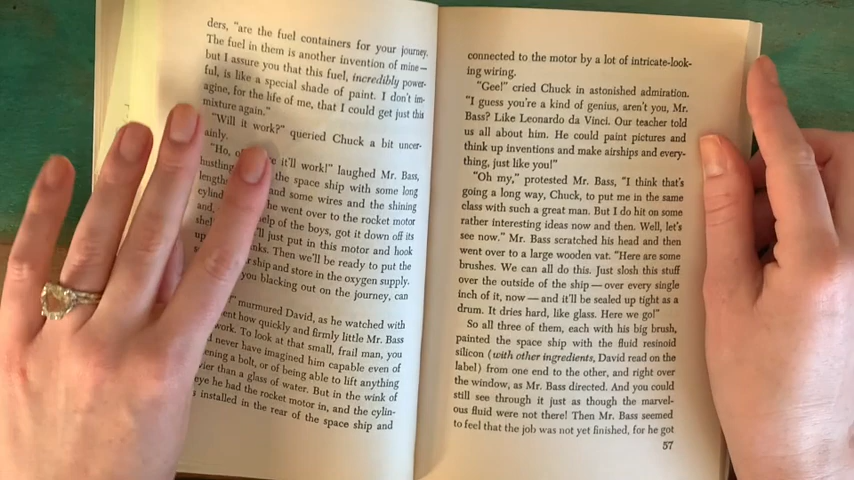 ders, "are the fuel containers for your journey.
The fuel in them is another invention of mine—
but I assure you that this fuel, incredibly power-
ful, is like a special shade of paint. I don't im-
agine, for the life of me, that I could get just this
mixture again."
"Will it work?" queried Chuck a bit uncer-
ainly.
"Ho, it'll work!" laughed Mr. Bass,
hustling the space ship with some long
length and some wires and the shining
cylind he went over to the rocket motor
and, elp of the boys, got it down off its
shel 'll just put in this motor and hook
up nks. Then we'll be ready to put the
ship and store in the oxygen supply.
you blacking out on the journey, can
" murmured David, as he watched with
ent how quickly and firmly little Mr. Bass
work. To look at that small, frail man, you
d never have imagined him capable even of
ening a bolt, or of being able to lift anything
vier than a glass of water. But in the wink of
eye he had the rocket motor in, and the cylin-
s installed in the rear of the space ship and
connected to the motor by a lot of intricate-look-
ing wiring.
"Gee!" cried Chuck in astonished admiration.
"I guess you're a kind of genius, aren't you, Mr.
Bass? Like Leonardo da Vinci. Our teacher told
us all about him. He could paint pictures and
think up inventions and make airships and every-
thing, just like you!"
"Oh my," protested Mr. Bass, "I think that's
going a long way, Chuck, to put me in the same
class with such a great man. But I do hit on some
rather interesting ideas now and then. Well, let's
see now." Mr. Bass scratched his head and then
went over to a large wooden vat. "Here are some
brushes. We can all do this. Just slosh this stuff
over the outside of the ship—over every single
inch of it, now—and it'll be sealed up tight as a
drum. It dries hard, like glass. Here we go!"
So all three of them, each with his big brush,
painted the space ship with the fluid resinoid
silicon (with other ingredients, David read on the
label) from one end to the other, and right over
the window, as Mr. Bass directed. And you could
still see through it just as though the marvel-
ous fluid were not there! Then Mr. Bass seemed
to feel that the job was not yet finished, for he got
57